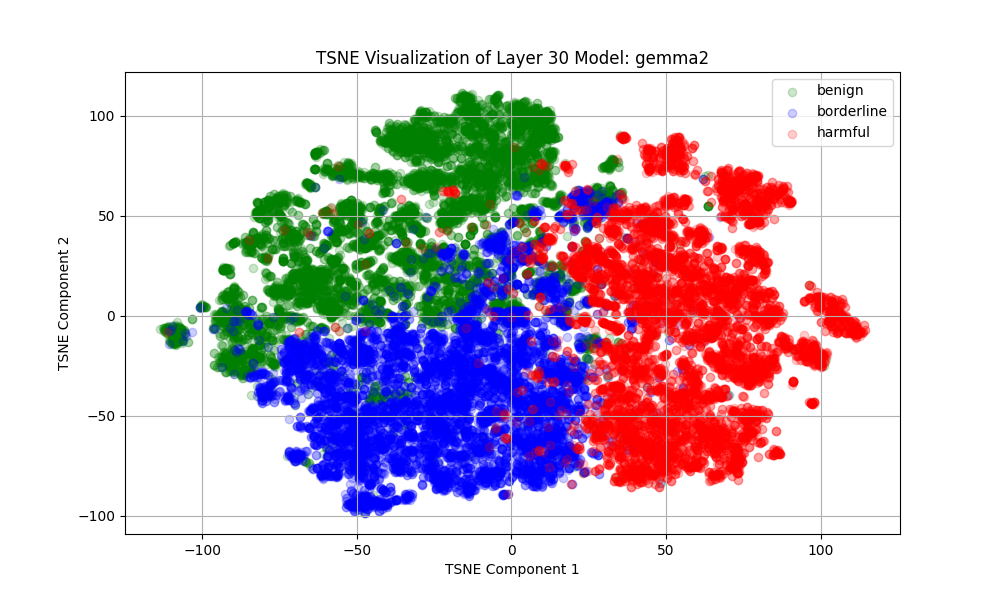 TSNE Visualization of Layer 30 Model: gemma2
benign
borderline
harmful
TSNE Component 2
100
50
0
−50
−100
−100
−50
0
50
100
TSNE Component 1